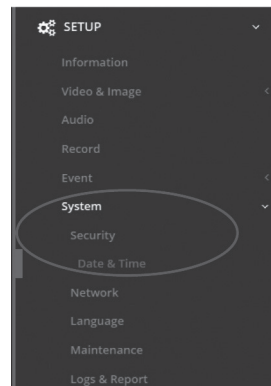 SETUP
Information
Video & Image
Audio
Record
Event
System
Security
Date & Time
Network
Language
Maintenance
Logs & Report